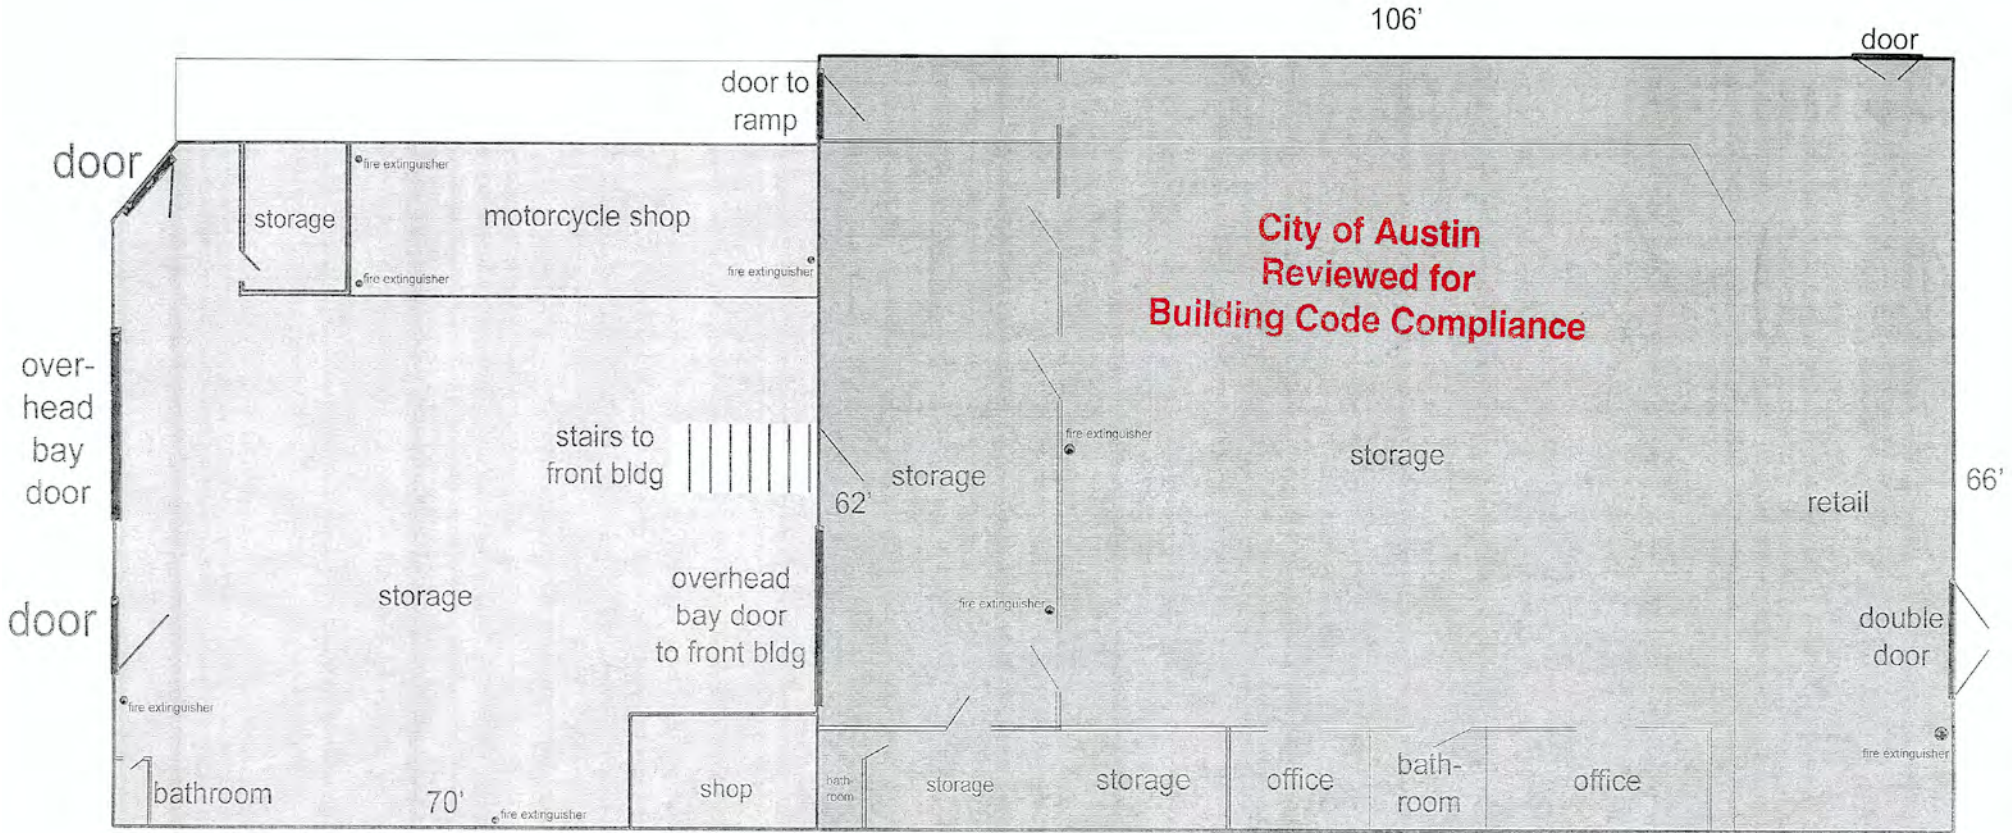 106'
door
door to
ramp
door
fire extinguisher
storage
motorcycle shop
fire extinguisher
fire extinguisher
City of Austin
Reviewed for
Building Code Compliance
over-
head
bay
door
stairs to
front bldg
62'
storage
fire extinguisher
storage
retail
66'
door
storage
overhead
bay door
to front bldg
fire extinguisher
double
door
fire extinguisher
bathroom
70'
fire extinguisher
shop
bath-
room
storage
storage
office
bath-
room
office
fire extinguisher